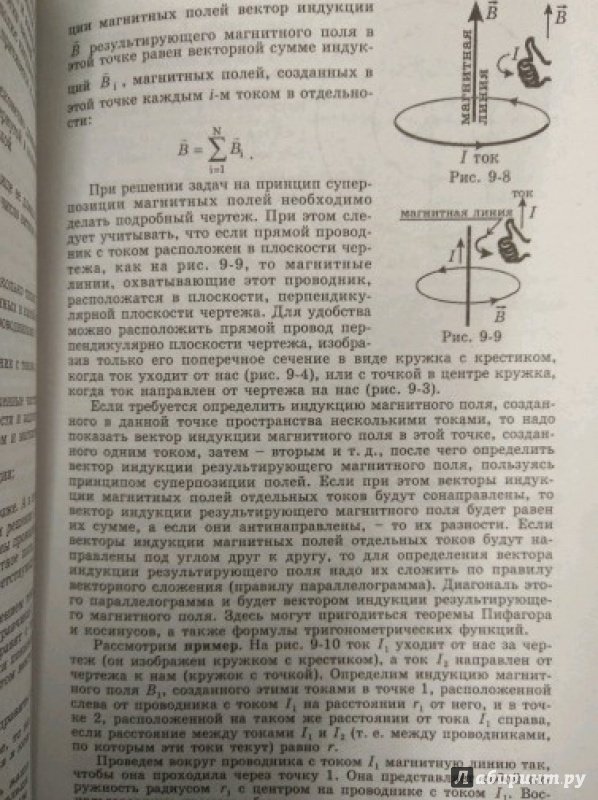 ции магнитных полей вектор индукции
B⃗ результирующего магнитного поля в
этой точке равен векторной сумме индук-
ций B⃗i , магнитных полей, созданных в
этой точке каждым i-м током в отдельно-
сти:
B⃗ = N ∑ i=1 B⃗i .
При решении задач на принцип супер-
позиции магнитных полей необходимо
делать подробный чертеж. При этом сле-
дует учитывать, что если прямой провод-
ник с током расположен в плоскости чер-
тежа, как на рис. 9-9, то магнитные
линии, охватывающие этот проводник,
расположатся в плоскости, перпендику-
лярной плоскости чертежа. Для удобства
можно расположить прямой провод пер-
пендикулярно плоскости чертежа, изобра-
зив только его поперечное сечение в виде кружка с крестиком,
когда ток уходит от нас (рис. 9-4), или с точкой в центре кружка,
когда ток направлен от чертежа на нас (рис. 9-3).
магнитная линия
B⃗
B⃗
I
I ток
Рис. 9-8
ток
магнитная линия
I
I
B⃗
Рис. 9-9
Если требуется определить индукцию магнитного поля, создан-
ного в данной точке пространства несколькими токами, то надо
показать вектор индукции магнитного поля в этой точке, создан-
ного одним током, затем – вторым и т. д., после чего определить
вектор индукции результирующего магнитного поля, пользуясь
принципом суперпозиции полей. Если при этом векторы индук-
ции магнитных полей отдельных токов будут сонаправлены, то
вектор индукции результирующего магнитного поля будет равен
их сумме, а если они антинаправлены, – то их разности. Если
векторы индукции магнитных полей отдельных токов будут на-
правлены под углом друг к другу, то для определения вектора
индукции результирующего поля надо их сложить по правилу
векторного сложения (правилу параллелограмма). Диагональ это-
го параллелограмма и будет вектором индукции результирующе-
го магнитного поля. Здесь могут пригодиться теоремы Пифагора
и косинусов, а также формулы тригонометрических функций.
Рассмотрим пример. На рис. 9-10 ток I₁ уходит от нас за чер-
теж (он изображен кружком с крестиком), а ток I₂ направлен от
чертежа к нам (кружок с точкой). Определим индукцию магнит-
ного поля B₁, созданного этими токами в точке 1, расположенной
слева от проводника с током I₁ на расстоянии r₁ от него, и в точ-
ке 2, расположенной на таком же расстоянии от тока I₁ справа,
если расстояние между токами I₁ и I₂ (т. е. между проводниками,
по которым эти токи текут) равно r.
Проведем вокруг проводника с током I₁ магнитную линию так,
чтобы она проходила через точку 1. Она
ружность радиусом r₁ с центром на проводнике с током I₁. Вос-
Лабиринт.ру